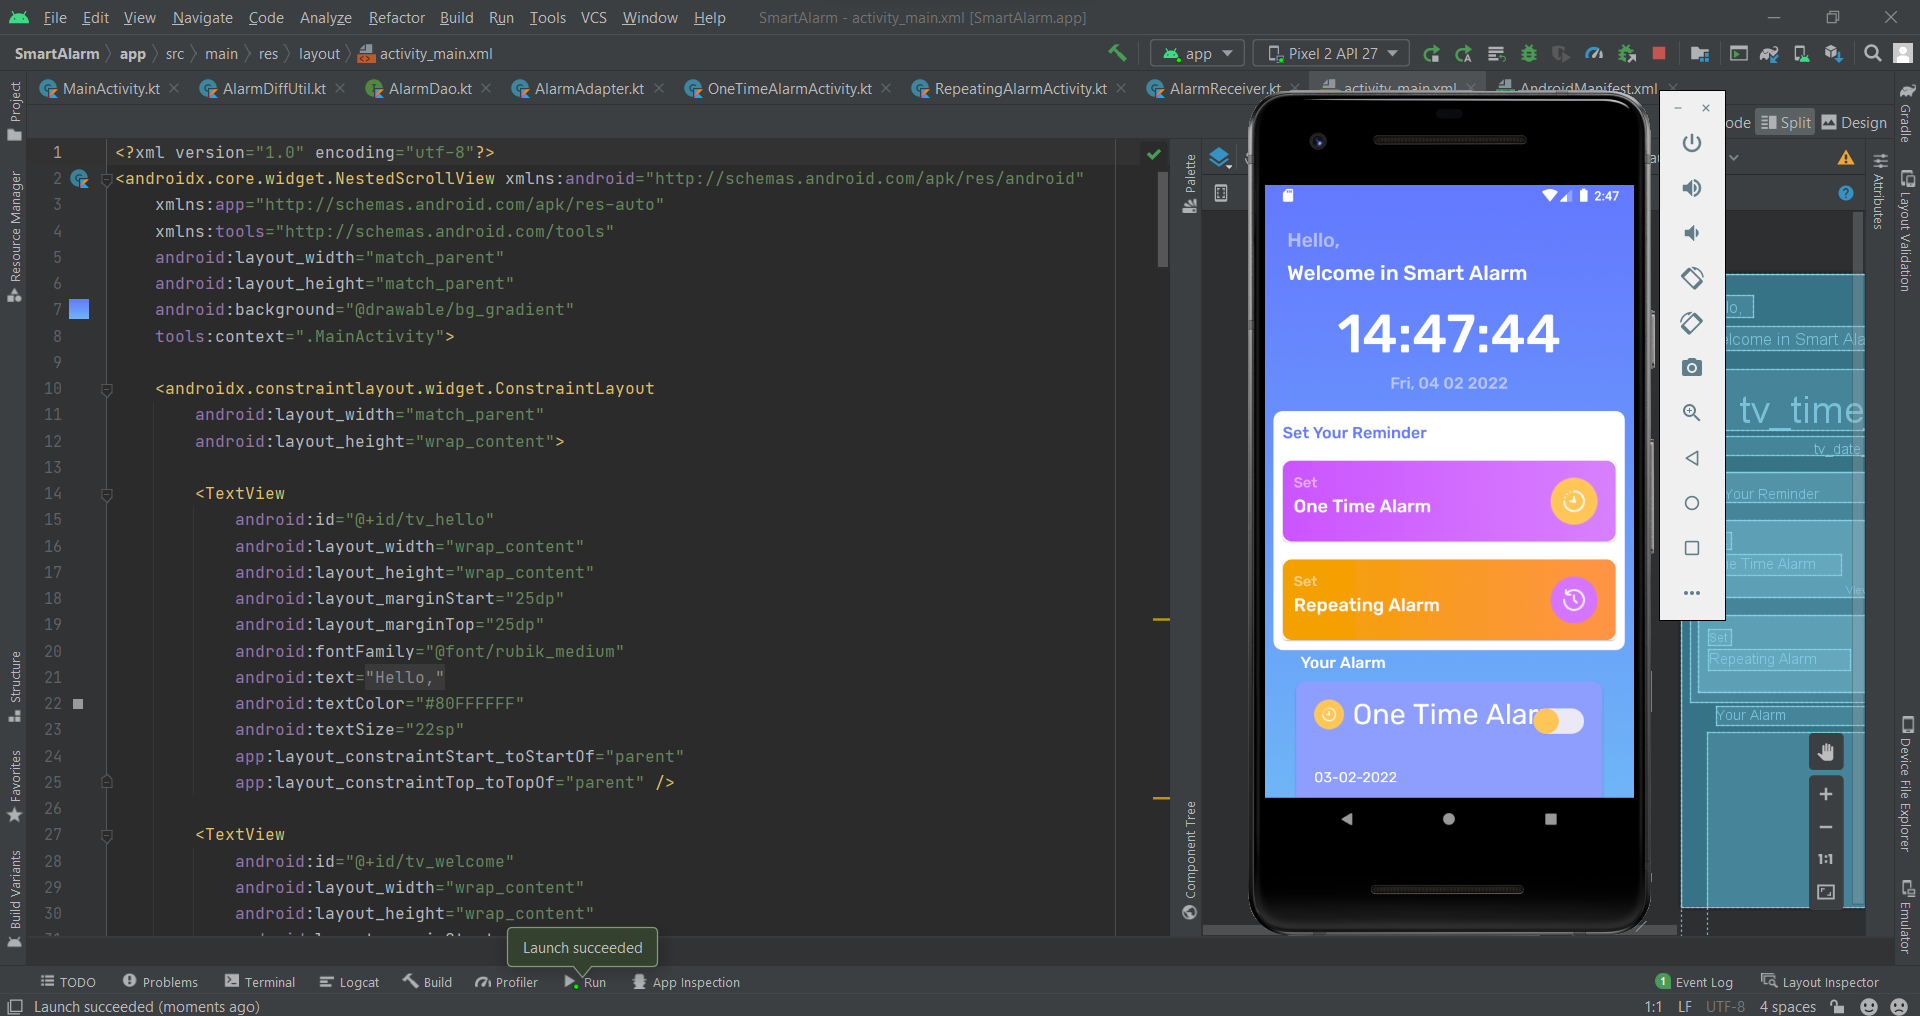 File Edit View Navigate Code Analyze Refactor Build Run Tools VCS Window Help SmartAlarm - activity_main.xml [SmartAlarm.app]
SmartAlarm app src main res layout activity_main.xml app Pixel 2 API 27
MainActivity.kt AlarmDiffUtil.kt AlarmDao.kt AlarmAdapter.kt OneTimeAlarmActivity.kt RepeatingAlarmActivity.kt AlarmReceiver.kt activity_main.xml AndroidManifest.xml
Split Design
Project
Resource Manager
Structure
Favorites
Build Variants
1 <?xml version="1.0" encoding="utf-8"?>
2 <androidx.core.widget.NestedScrollView xmlns:android="http://schemas.android.com/apk/res/android"
3 xmlns:app="http://schemas.android.com/apk/res-auto"
4 xmlns:tools="http://schemas.android.com/tools"
5 android:layout_width="match_parent"
6 android:layout_height="match_parent"
7 android:background="@drawable/bg_gradient"
8 tools:context=".MainActivity">
9
10 <androidx.constraintlayout.widget.ConstraintLayout
11 android:layout_width="match_parent"
12 android:layout_height="wrap_content">
13
14 <TextView
15 android:id="@+id/tv_hello"
16 android:layout_width="wrap_content"
17 android:layout_height="wrap_content"
18 android:layout_marginStart="25dp"
19 android:layout_marginTop="25dp"
20 android:fontFamily="@font/rubik_medium"
21 android:text="Hello,"
22 android:textColor="#80FFFFFF"
23 android:textSize="22sp"
24 app:layout_constraintStart_toStartOf="parent"
25 app:layout_constraintTop_toTopOf="parent" />
26
27 <TextView
28 android:id="@+id/tv_welcome"
29 android:layout_width="wrap_content"
30 android:layout_height="wrap_content"
Palette
Component Tree
2:47
Hello,
Welcome in Smart Alarm
14:47:44
Fri, 04 02 2022
Set Your Reminder
Set
One Time Alarm
Set
Repeating Alarm
Your Alarm
One Time Alar
03-02-2022
tv_time
tv_date_
Your Reminder
Time Alarm
Set
Repeating Alarm
Your Alarm
1:1
Attributes
Gradle
Layout Validation
Device File Explorer
Emulator
Launch succeeded
TODO Problems Terminal Logcat Build Profiler Run App Inspection 1 Event Log Layout Inspector
Launch succeeded (moments ago) 1:1 LF UTF-8 4 spaces